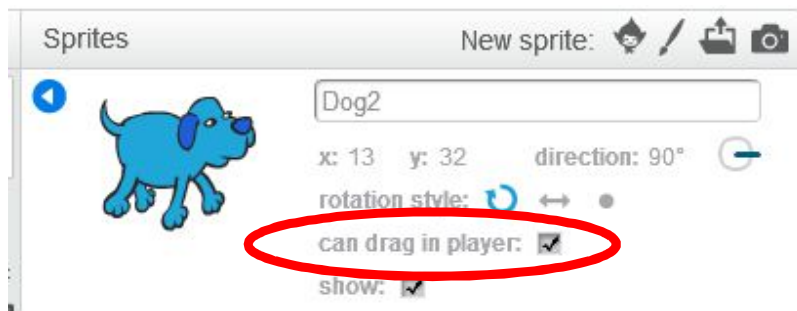 Sprites New sprite:
Dog2
x: 13 y: 32 direction: 90°
rotation style:
can drag in player:
show: